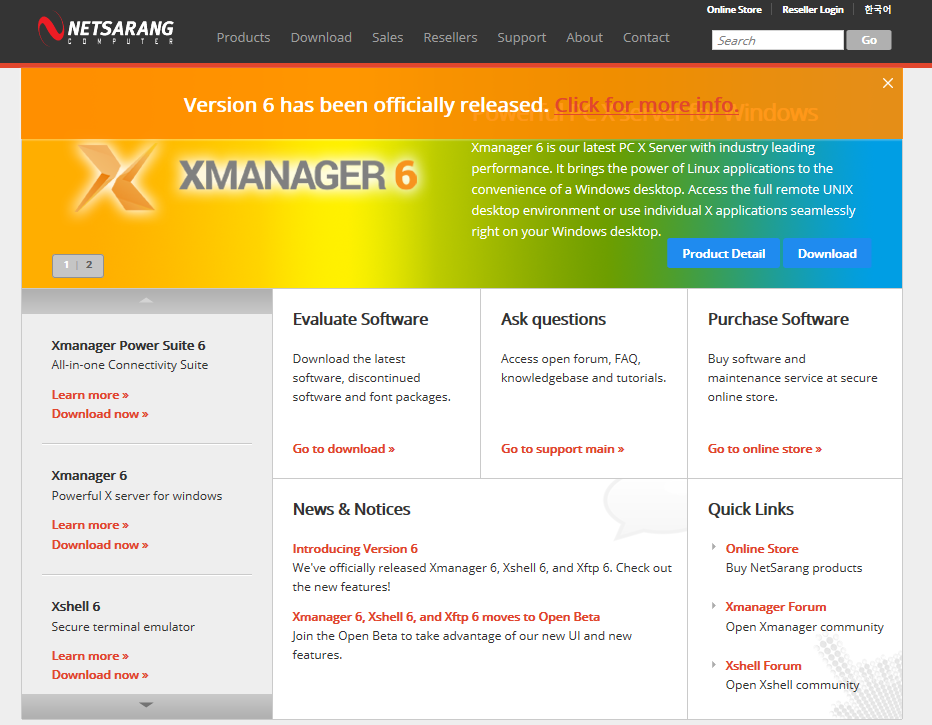 NETSARANG
COMPUTER
Online Store
Reseller Login
한국어
Products
Download
Sales
Resellers
Support
About
Contact
Search
Go
Version 6 has been officially released. Click for more info.
Powerful PC X server for Windows
XMANAGER 6
Xmanager 6 is our latest PC X Server with industry leading
performance. It brings the power of Linux applications to the
convenience of a Windows desktop. Access the full remote UNIX
desktop environment or use individual X applications seamlessly
right on your Windows desktop.
Product Detail
Download
1 | 2
Xmanager Power Suite 6
All-in-one Connectivity Suite
Learn more »
Download now »
Xmanager 6
Powerful X server for windows
Learn more »
Download now »
Xshell 6
Secure terminal emulator
Learn more »
Download now »
Evaluate Software
Download the latest
software, discontinued
software and font packages.
Go to download »
Ask questions
Access open forum, FAQ,
knowledgebase and tutorials.
Go to support main »
Purchase Software
Buy software and
maintenance service at secure
online store.
Go to online store »
News & Notices
Introducing Version 6
We've officially released Xmanager 6, Xshell 6, and Xftp 6. Check out
the new features!
Xmanager 6, Xshell 6, and Xftp 6 moves to Open Beta
Join the Open Beta to take advantage of our new UI and new
features.
Quick Links
Online Store
Buy NetSarang products
Xmanager Forum
Open Xmanager community
Xshell Forum
Open Xshell community